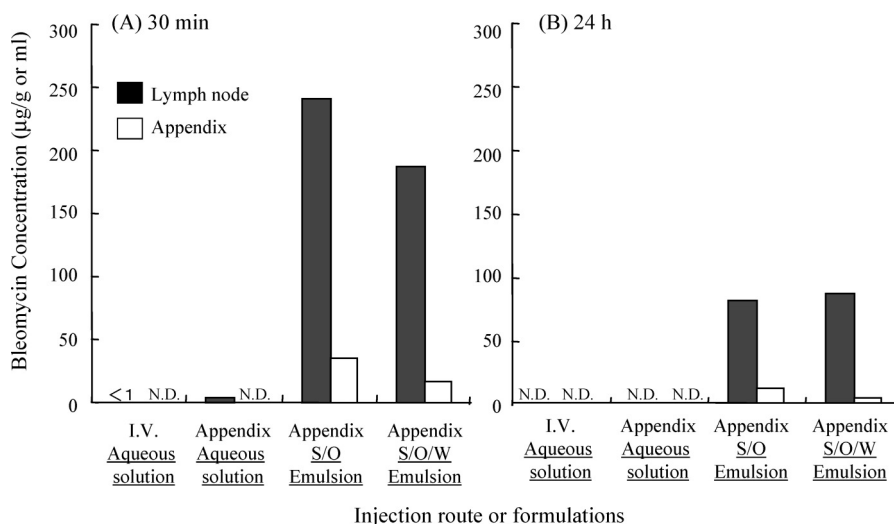 (A) 30 min
(B) 24 h
Bleomycin Concentration (µg/g or ml)
300
250
200
150
100
50
0
Lymph node
Appendix
<1 N.D. N.D.
300
250
200
150
100
50
0
N.D. N.D. N.D. N.D.
I.V. Appendix Appendix Appendix
Aqueous Aqueous S/O S/O/W
solution solution Emulsion Emulsion
I.V. Appendix Appendix Appendix
Aqueous Aqueous S/O S/O/W
solution solution Emulsion Emulsion
Injection route or formulations